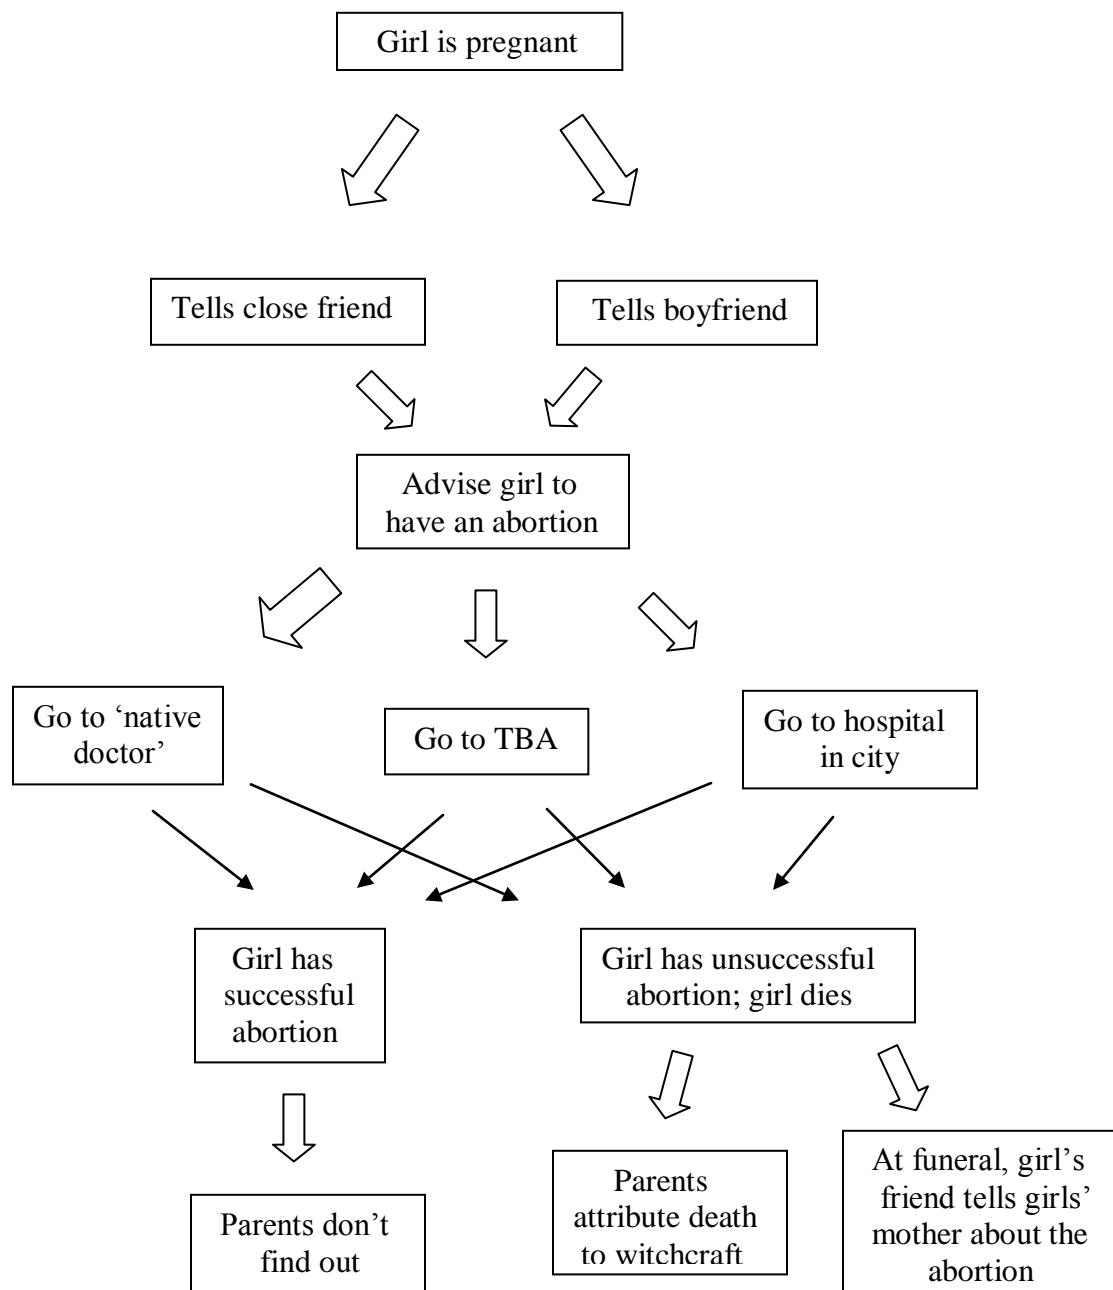 Girl is pregnant
Tells close friend
Tells boyfriend
Advise girl to
have an abortion
Go to ‘native
doctor’
Go to TBA
Go to hospital
in city
Girl has
successful
abortion
Girl has unsuccessful
abortion; girl dies
Parents don’t
find out
Parents
attribute death
to witchcraft
At funeral, girl’s
friend tells girls’
mother about the
abortion